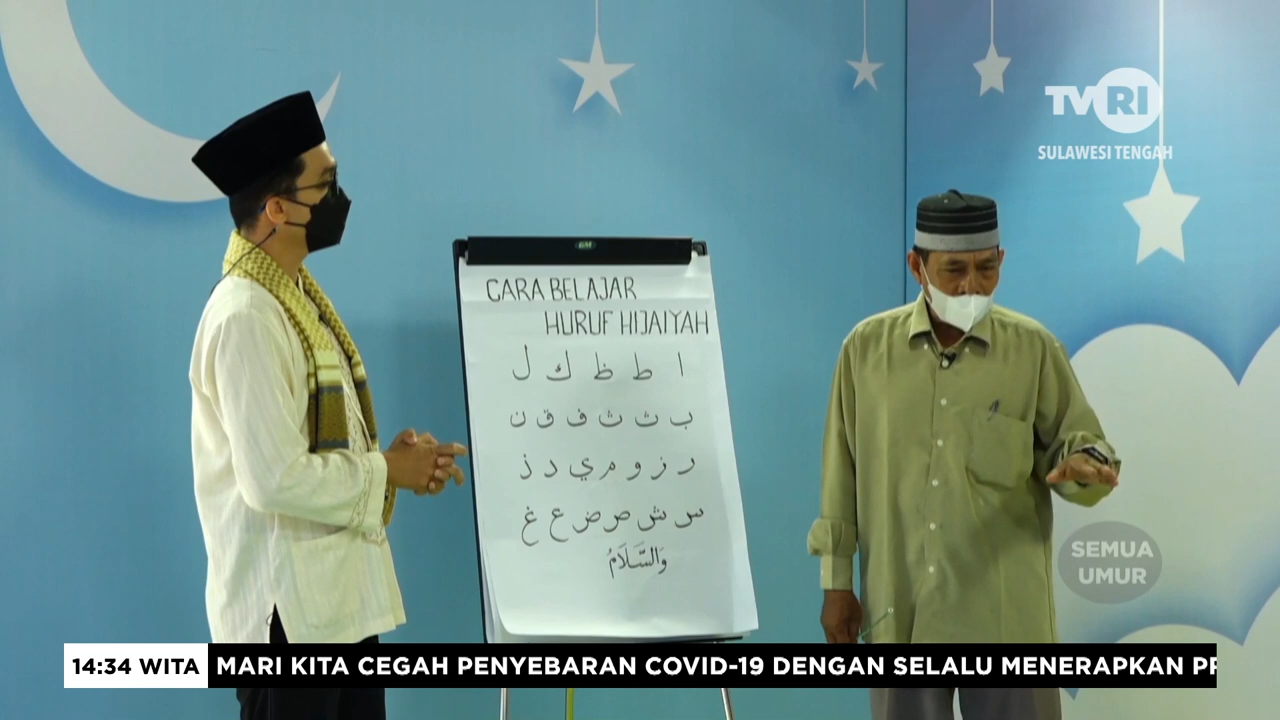 TVRI
SULAWESI TENGAH
GM
CARA BELAJAR
HURUF HIJAIYAH
ا ط ظ ك ل
ب ث ث ف ق ن
ر ز و م ي د ذ
س ش ص ض ع غ
وَالسَّلَامُ
SEMUA
UMUR
14:34 WITA MARI KITA CEGAH PENYEBARAN COVID-19 DENGAN SELALU MENERAPKAN